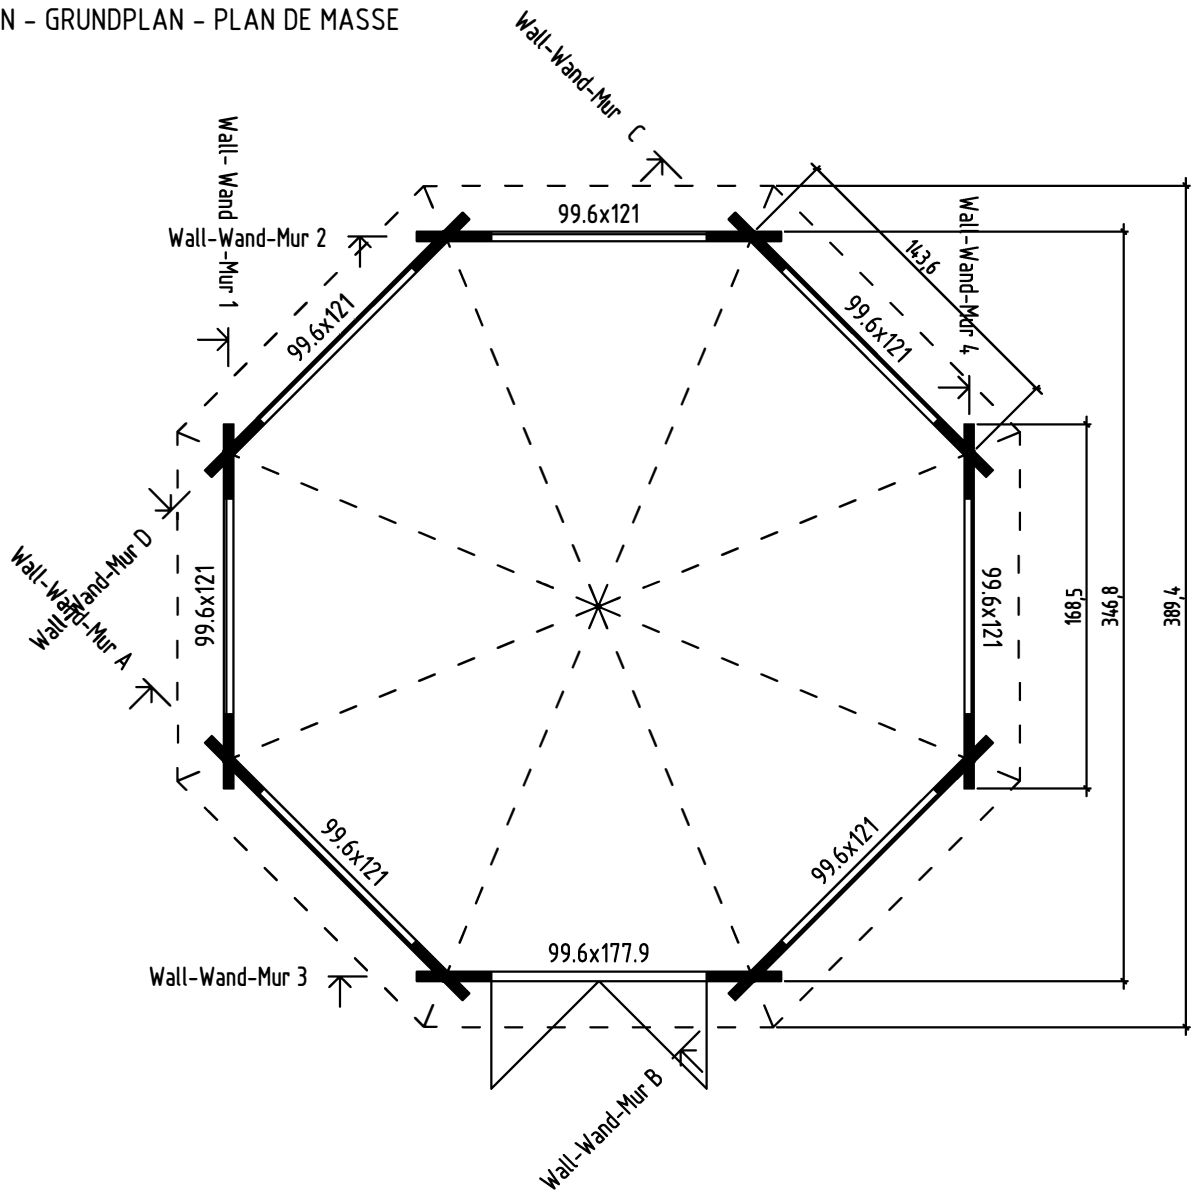 N - GRUNDPLAN - PLAN DE MASSE
Wall-Wand-Mur C
Wall- Wand -Mur 1
Wall-Wand-Mur 2
99.6x121
Wall-Wand-Mur 4
143,6
99.6x121
99.6x121
Wall-Wand-Mur D
Wall-Wand-Mur A
99.6x121
99.6x121
168,5
346,8
389,4
99.6x121
99.6x121
99.6x177.9
Wall-Wand-Mur 3
Wall-Wand-Mur B